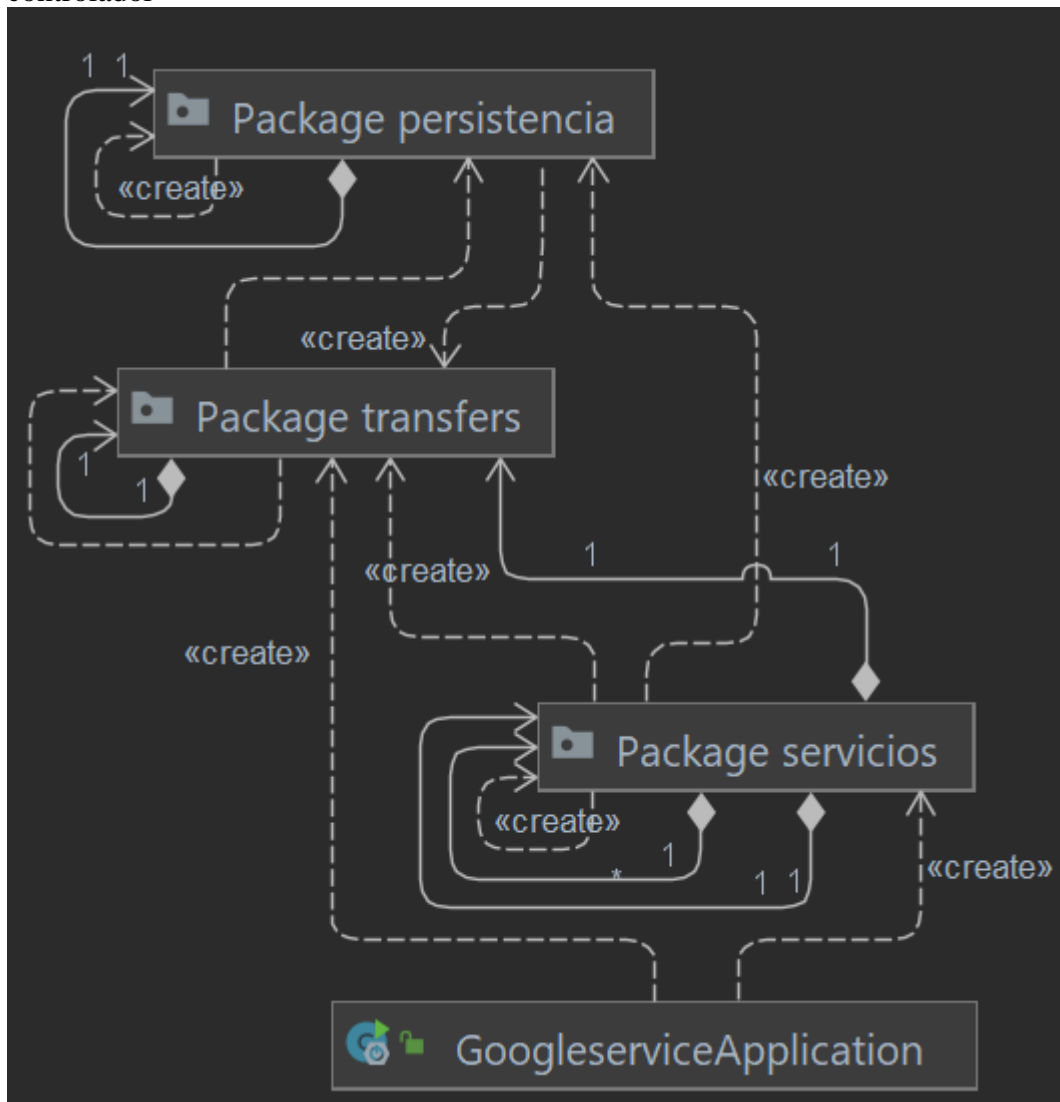 controlador
1 1
Package persistencia
«create»
«create»
Package transfers
1
1
«create»
«create»
1
1
«create»
Package servicios
«create»
1
*
1 1
«create»
GoogleserviceApplication